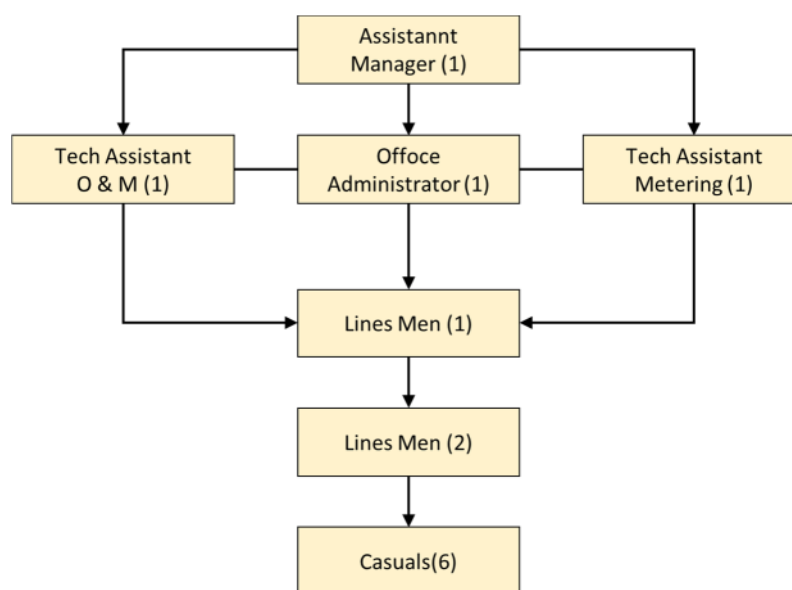 Assistannt
Manager (1)
Tech Assistant
O & M (1)
Offoce
Administrator (1)
Tech Assistant
Metering (1)
Lines Men (1)
Lines Men (2)
Casuals(6)